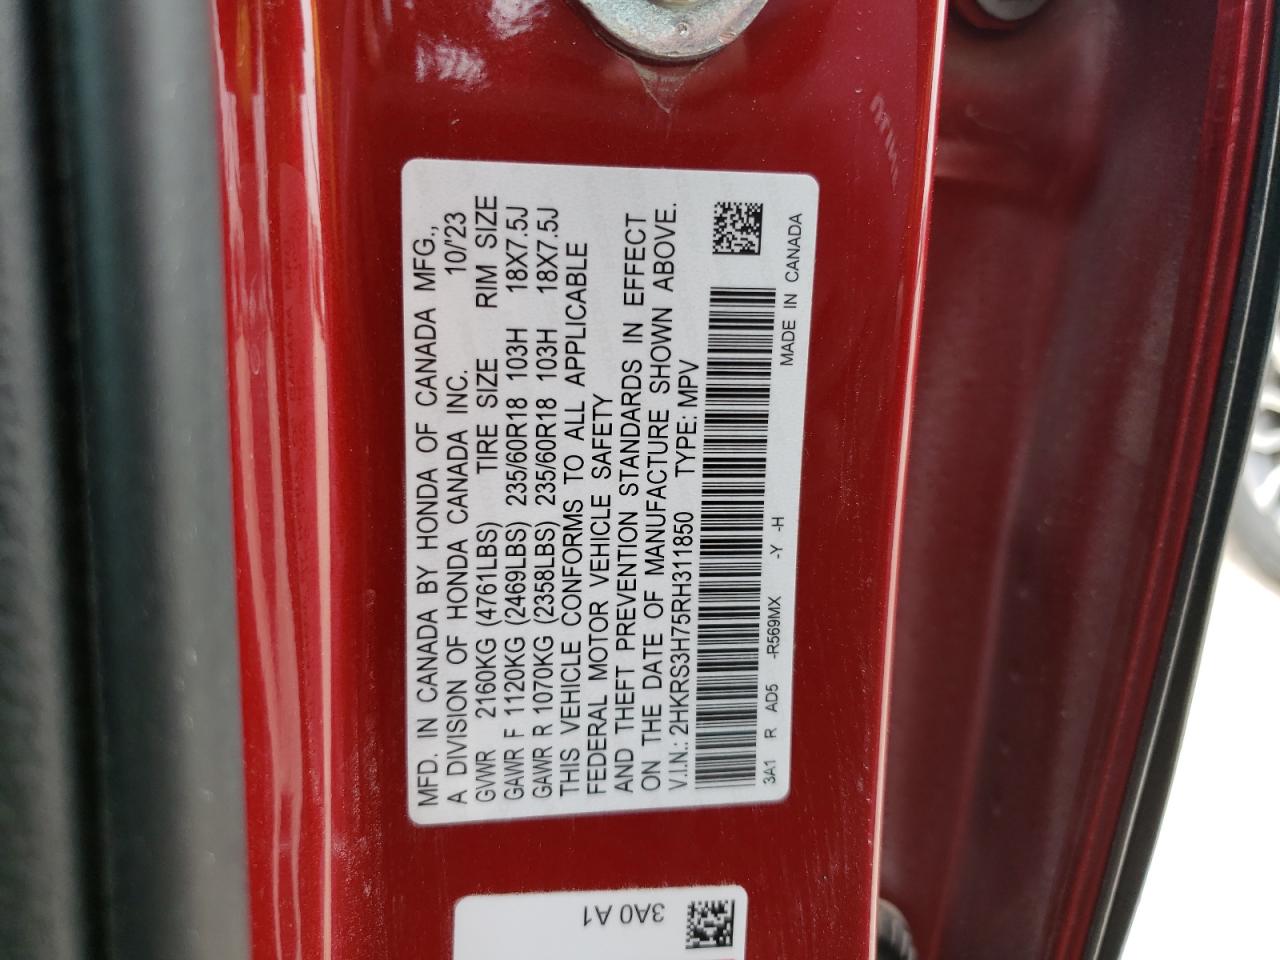 MFD. IN CANADA BY HONDA OF CANADA MFG.,
A DIVISION OF HONDA CANADA INC. 10/'23
GVWR 2160KG (4761LBS) TIRE SIZE RIM SIZE
GAWR F 1120KG (2469LBS) 235/60R18 103H 18X7.5J
GAWR R 1070KG (2358LBS) 235/60R18 103H 18X7.5J
THIS VEHICLE CONFORMS TO ALL APPLICABLE
FEDERAL MOTOR VEHICLE SAFETY
AND THEFT PREVENTION STANDARDS IN EFFECT
ON THE DATE OF MANUFACTURE SHOWN ABOVE.
V.I.N.: 2HKRS3H75RH311850 TYPE: MPV
3A1 R AD5 -R569MX -Y -H MADE IN CANADA
3A0 A1